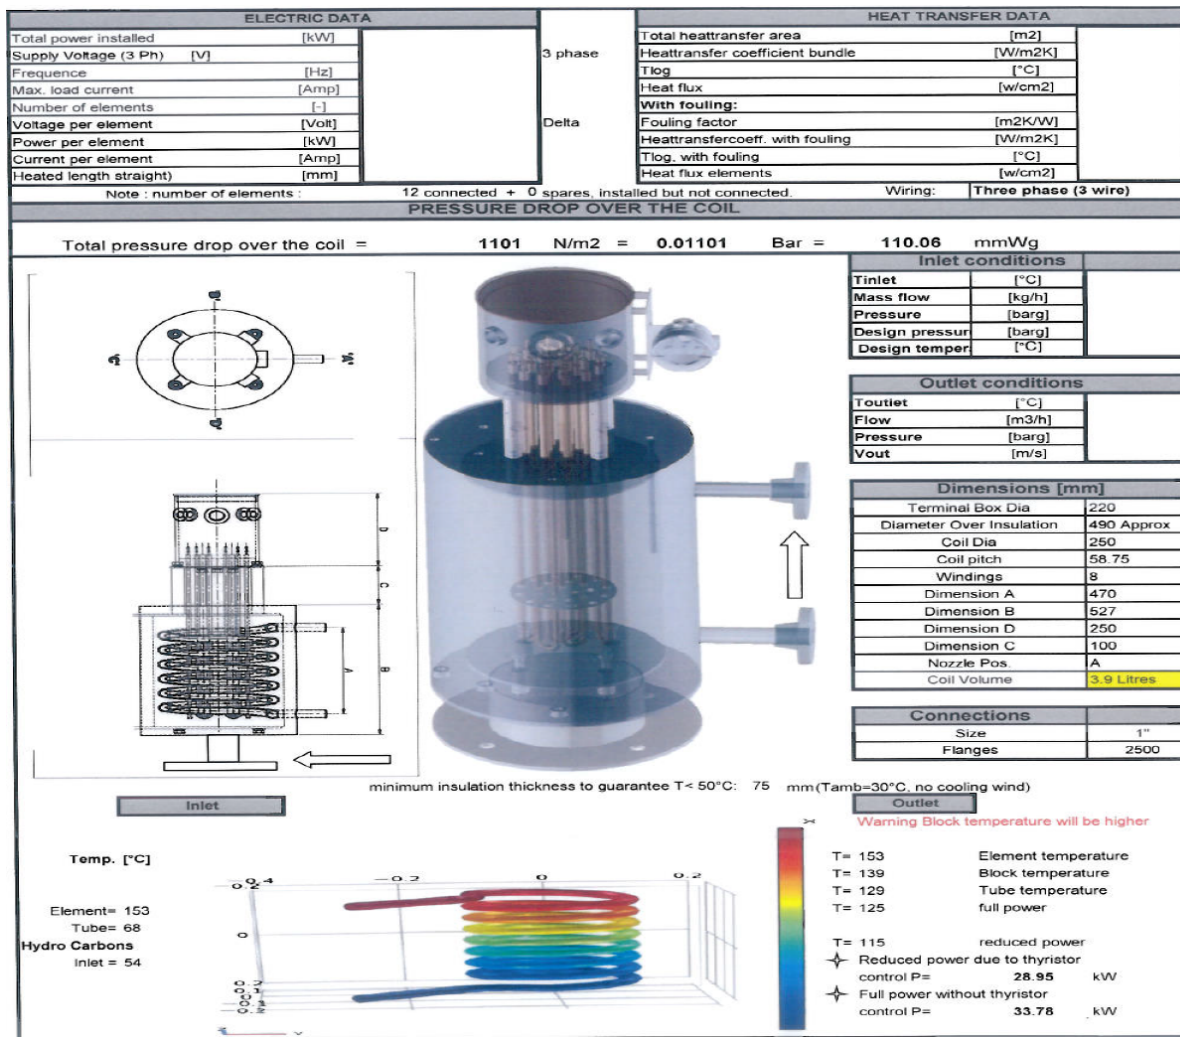 ELECTRIC DATA
Total power installed [kW]
Supply Voltage (3 Ph) [V]
Frequence [Hz]
Max. load current [Amp]
Number of elements [-]
Voltage per element [Volt]
Power per element [kW]
Current per element [Amp]
Heated length straight) [mm]
3 phase
Delta
HEAT TRANSFER DATA
Total heattransfer area [m2]
Heattransfer coefficient bundle [W/m2K]
Tlog [°C]
Heat flux [w/cm2]
With fouling:
Fouling factor [m2K/W]
Heattransfercoeff. with fouling [W/m2K]
Tlog. with fouling [°C]
Heat flux elements [w/cm2]
Note : number of elements : 12 connected + 0 spares, installed but not connected. Wiring: Three phase (3 wire)
PRESSURE DROP OVER THE COIL
Total pressure drop over the coil = 1101 N/m2 = 0.01101 Bar = 110.06 mmWg
"B"
"C"
"A"
"D"
D
C
A
B
Inlet conditions
Tinlet [°C]
Mass flow [kg/h]
Pressure [barg]
Design pressur [barg]
Design temper [°C]
Outlet conditions
Toutlet [°C]
Flow [m3/h]
Pressure [barg]
Vout [m/s]
Dimensions [mm]
Terminal Box Dia 220
Diameter Over Insulation 490 Approx
Coil Dia 250
Coil pitch 58.75
Windings 8
Dimension A 470
Dimension B 527
Dimension D 250
Dimension C 100
Nozzle Pos. A
Coil Volume 3.9 Litres
Connections
Size 1"
Flanges 2500
minimum insulation thickness to guarantee T< 50°C: 75 mm(Tamb=30°C, no cooling wind)
Inlet
Temp. [°C]
Element= 153
Tube= 68
Hydro Carbons
Inlet = 54
-0.4
-0.2
0
0.2
-0.2
0
Outlet
Warning Block temperature will be higher
T= 153 Element temperature
T= 139 Block temperature
T= 129 Tube temperature
T= 125 full power
T= 115 reduced power
Reduced power due to thyristor
control P= 28.95 kW
Full power without thyristor
control P= 33.78 kW